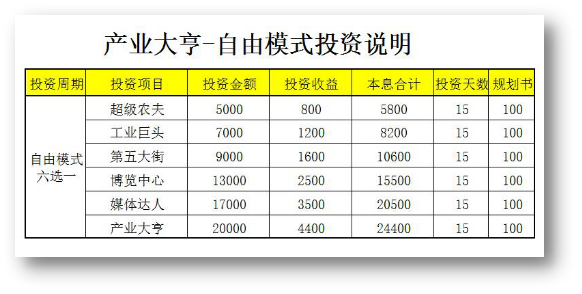 产业大亨-自由模式投资说明
投资周期 投资项目 投资金额 投资收益 本息合计 投资天数 规划书
自由模式六选一 超级农夫 5000 800 5800 15 100
工业巨头 7000 1200 8200 15 100
第五大街 9000 1600 10600 15 100
博览中心 13000 2500 15500 15 100
媒体达人 17000 3500 20500 15 100
产业大亨 20000 4400 24400 15 100